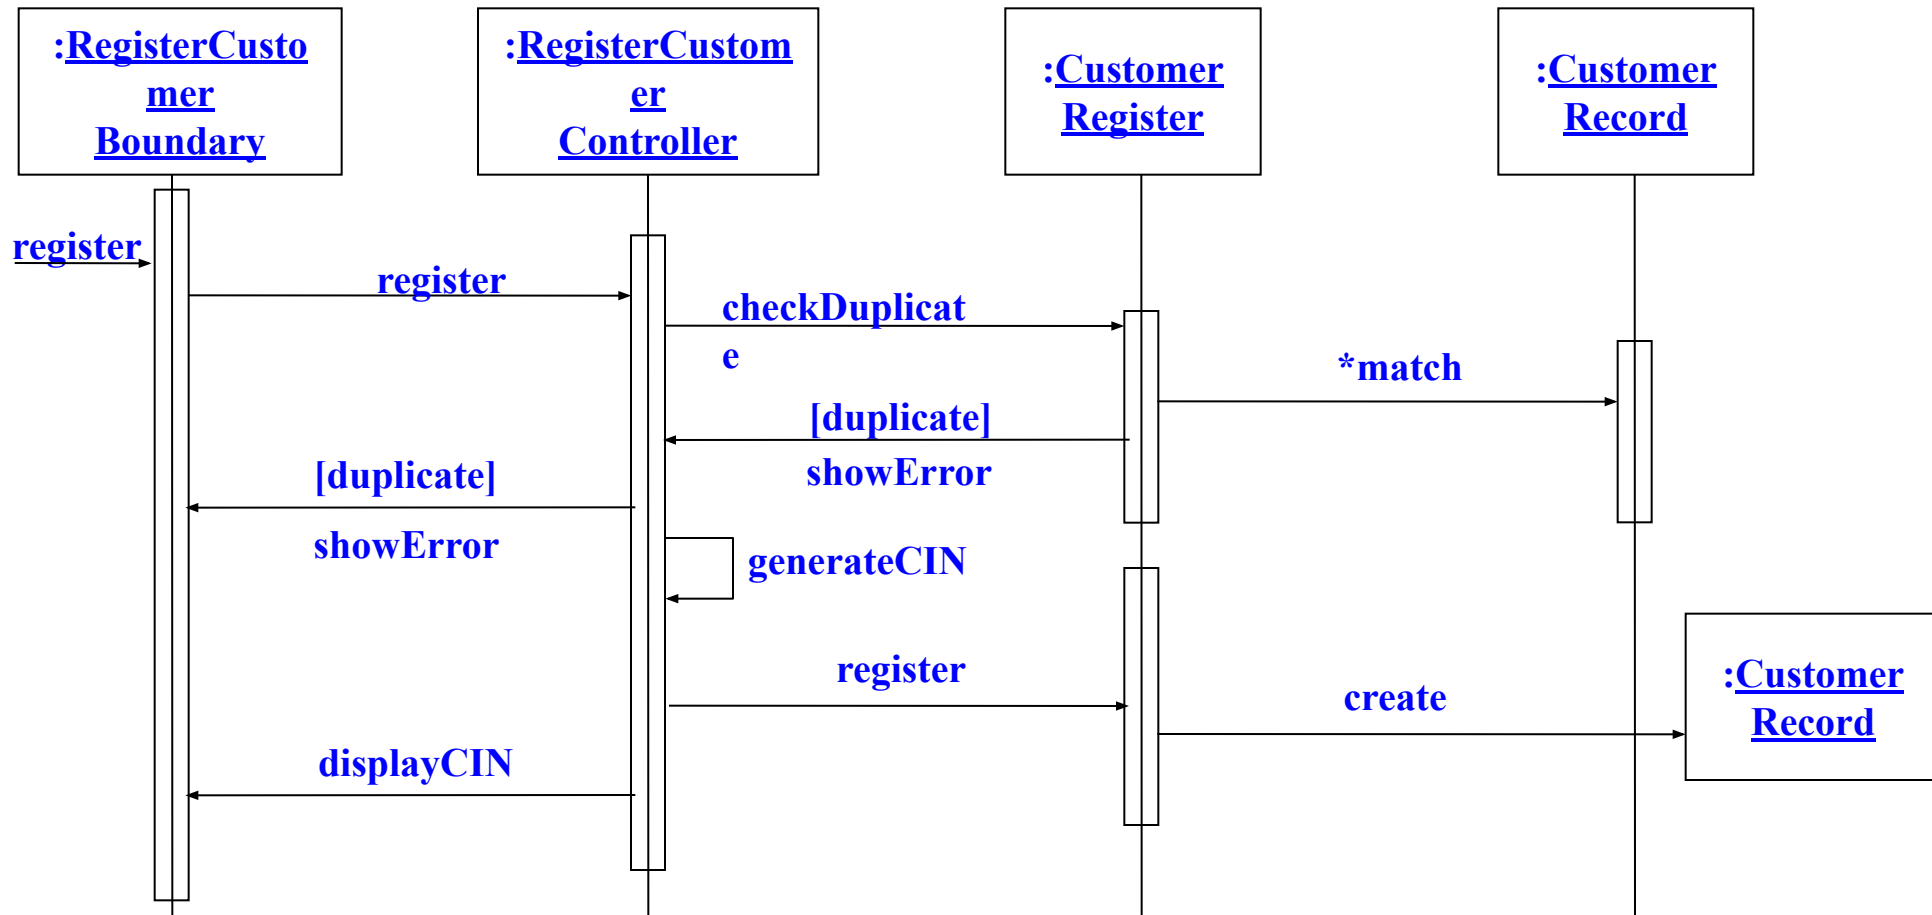 :RegisterCusto
mer
Boundary
:RegisterCustom
er
Controller
:Customer
Register
:Customer
Record
register
register
checkDuplicat
e
*match
[duplicate]
showError
[duplicate]
showError
generateCIN
register
create
:Customer
Record
displayCIN